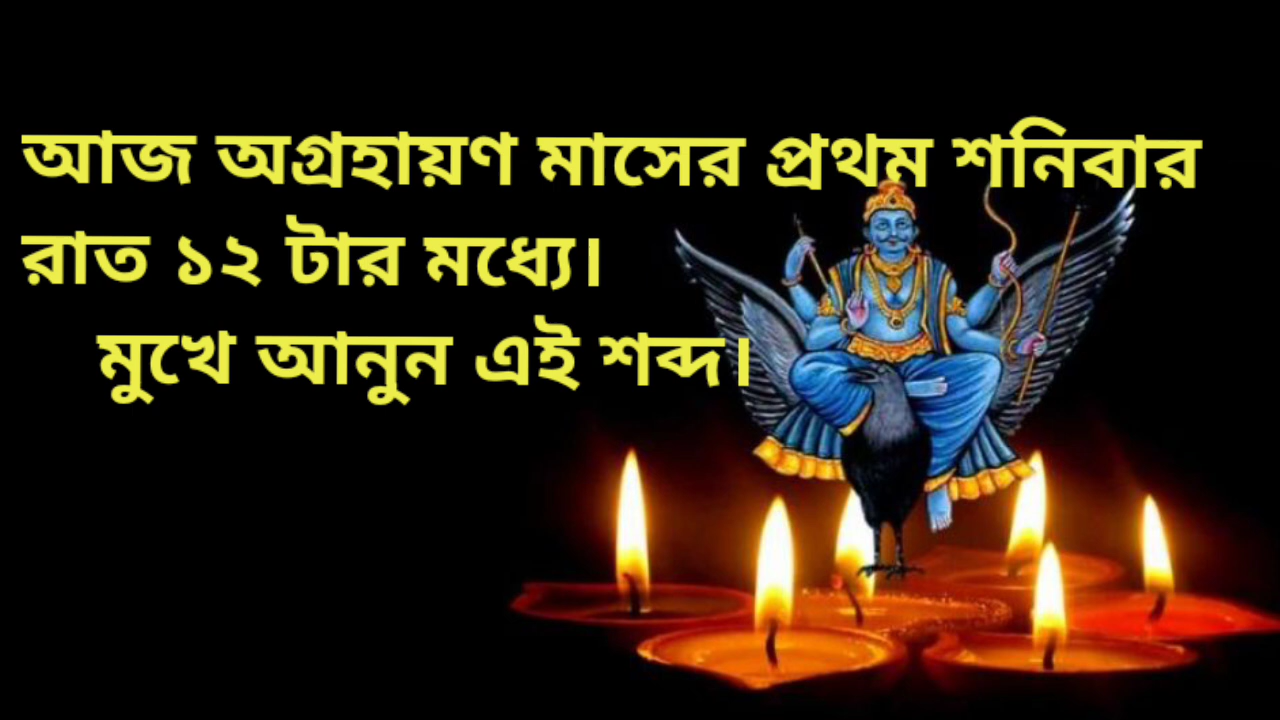 আজ অগ্রহায়ণ মাসের প্রথম শনিবার
রাত ১২ টার মধ্যে।
মুখে আনুন এই শব্দ।